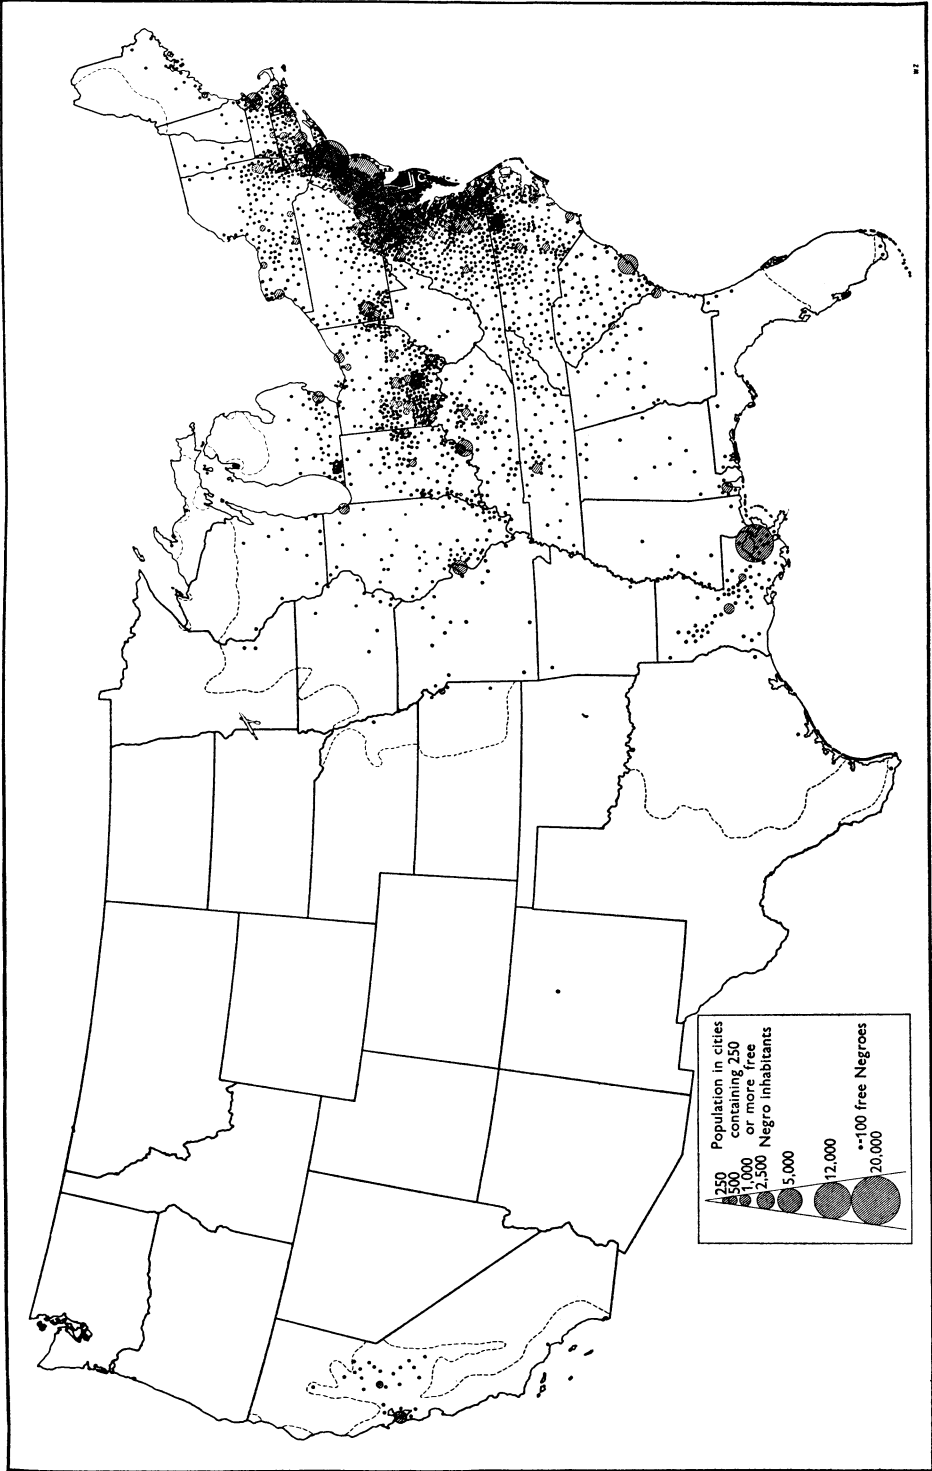 Population in cities
containing 250
or more free
Negro inhabitants
250
500
1,000
2,500
5,000
12,000
20,000
••100 free Negroes